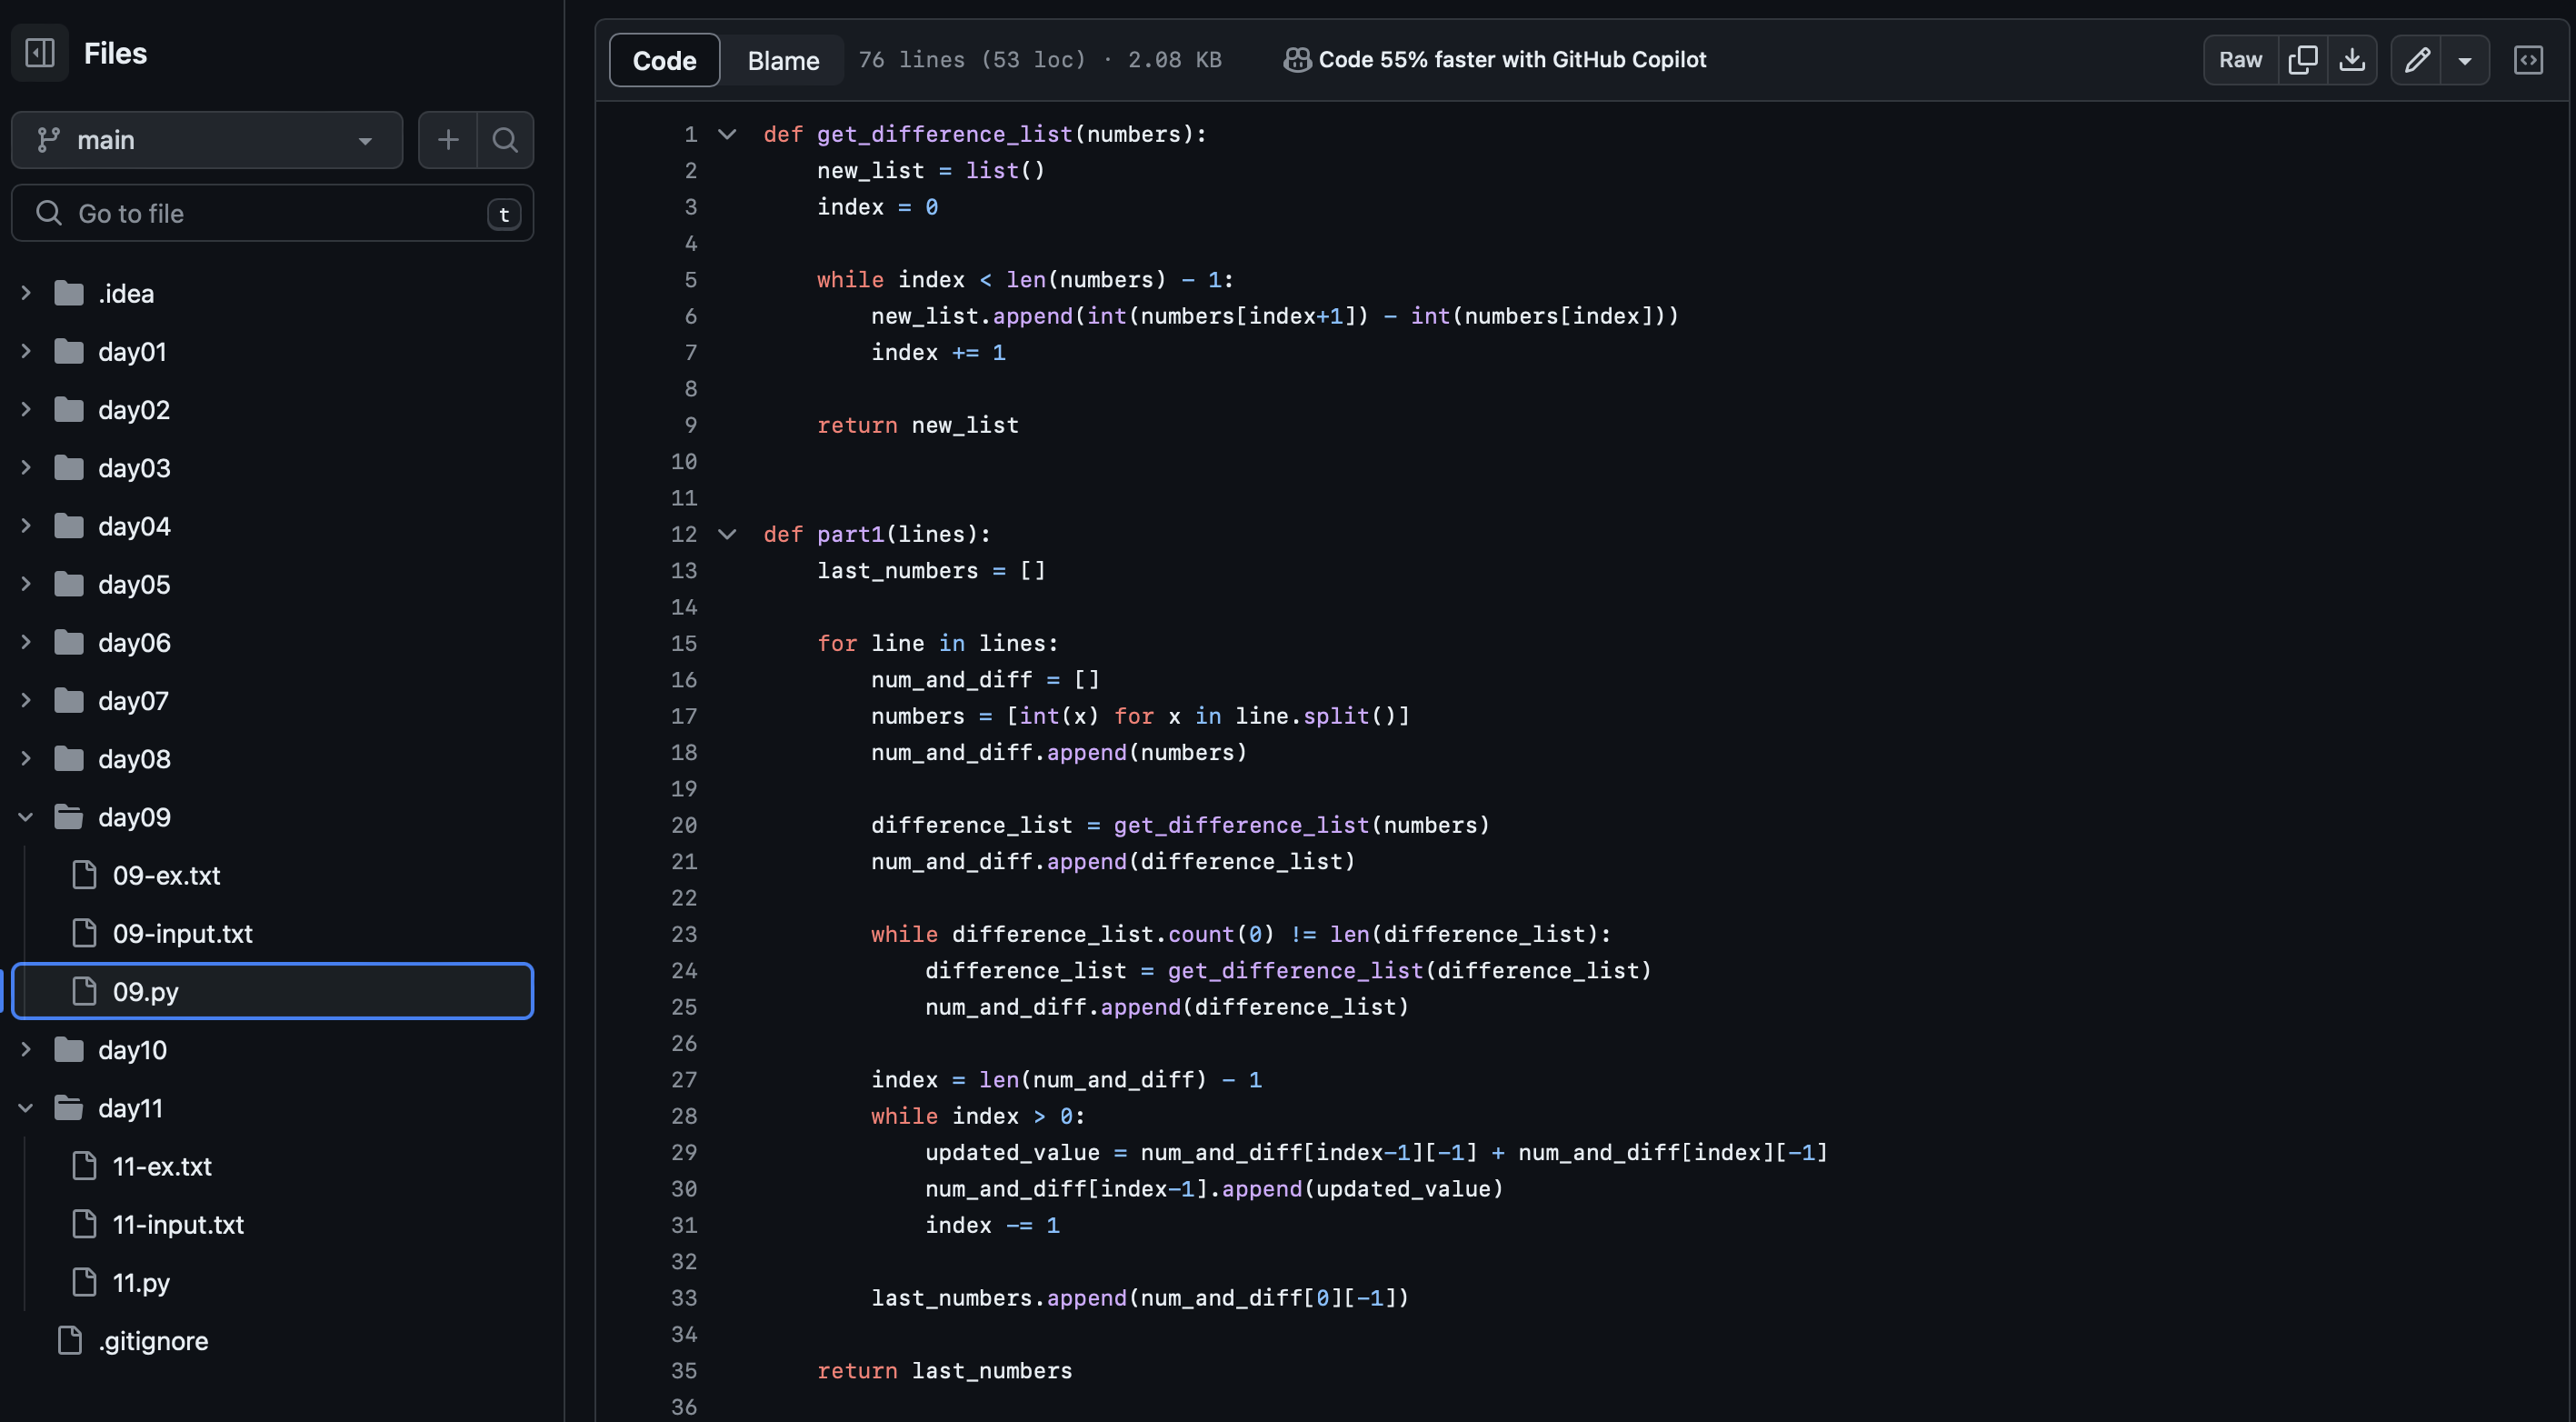 Files
main
Go to file
t
.idea
day01
day02
day03
day04
day05
day06
day07
day08
day09
09-ex.txt
09-input.txt
09.py
day10
day11
11-ex.txt
11-input.txt
11.py
.gitignore
Code Blame 76 lines (53 loc) · 2.08 KB Code 55% faster with GitHub Copilot Raw
1 def get_difference_list(numbers):
2     new_list = list()
3     index = 0
4
5     while index < len(numbers) - 1:
6         new_list.append(int(numbers[index+1]) - int(numbers[index]))
7         index += 1
8
9     return new_list
10
11
12 def part1(lines):
13     last_numbers = []
14
15     for line in lines:
16         num_and_diff = []
17         numbers = [int(x) for x in line.split()]
18         num_and_diff.append(numbers)
19
20         difference_list = get_difference_list(numbers)
21         num_and_diff.append(difference_list)
22
23         while difference_list.count(0) != len(difference_list):
24             difference_list = get_difference_list(difference_list)
25             num_and_diff.append(difference_list)
26
27         index = len(num_and_diff) - 1
28         while index > 0:
29             updated_value = num_and_diff[index-1][-1] + num_and_diff[index][-1]
30             num_and_diff[index-1].append(updated_value)
31             index -= 1
32
33         last_numbers.append(num_and_diff[0][-1])
34
35     return last_numbers
36